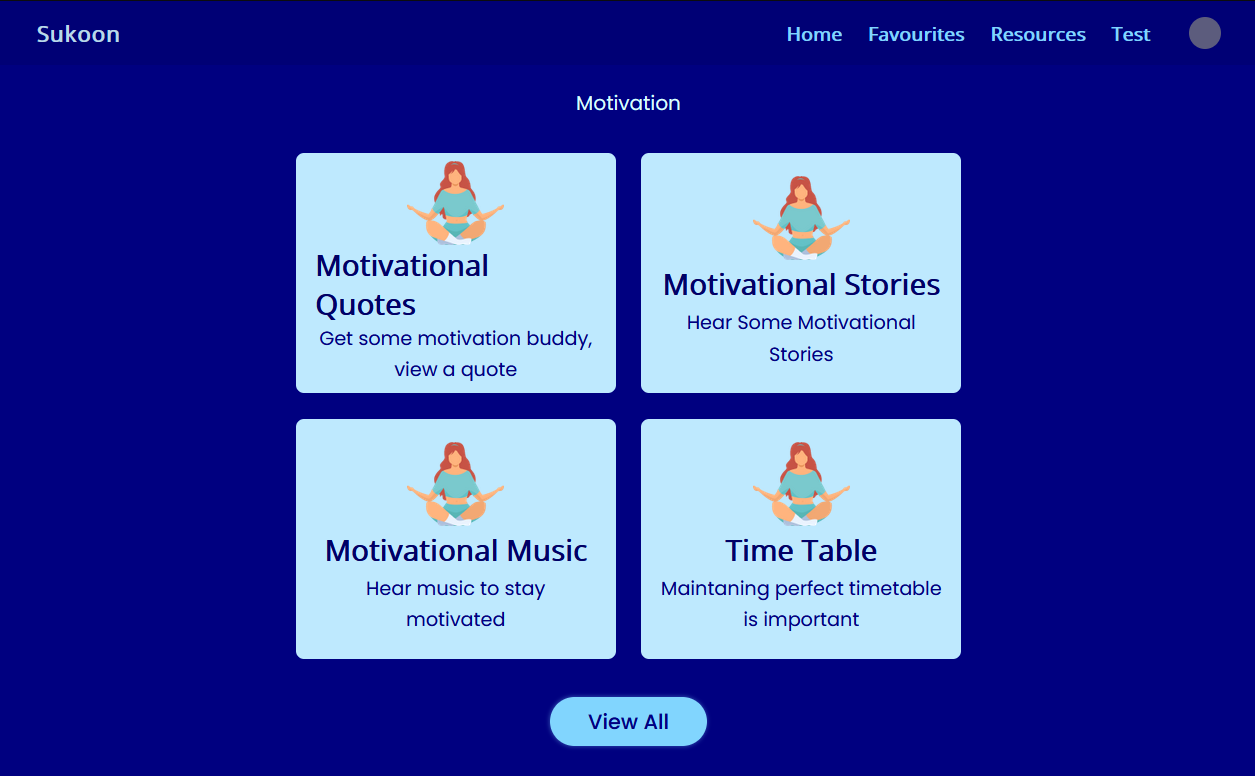 Sukoon
Home Favourites Resources Test
Motivation
Motivational
Quotes
Get some motivation buddy,
view a quote
Motivational Stories
Hear Some Motivational
Stories
Motivational Music
Hear music to stay
motivated
Time Table
Maintaning perfect timetable
is important
View All